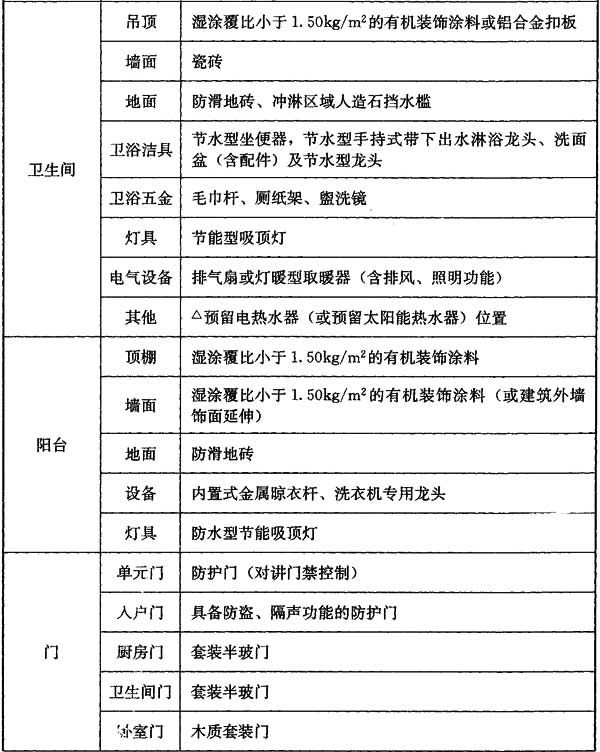 吊顶 湿涂覆比小于1.50kg/m²的有机装饰涂料或铝合金扣板
墙面 瓷砖
地面 防滑地砖、冲淋区域人造石挡水槛
卫浴洁具 节水型坐便器，节水型手持式带下出水淋浴龙头、洗面
盆（含配件）及节水型龙头
卫生间
卫浴五金 毛巾杆、厕纸架、盥洗镜
灯具 节能型吸顶灯
电气设备 排气扇或灯暖型取暖器（含排风、照明功能）
其他 △预留电热水器（或预留太阳能热水器）位置
顶棚 湿涂覆比小于1.50kg/m²的有机装饰涂料
墙面 湿涂覆比小于1.50kg/m²的有机装饰涂料（或建筑外墙
饰面延伸）
阳台
地面 防滑地砖
设备 内置式金属晾衣杆、洗衣机专用龙头
灯具 防水型节能吸顶灯
单元门 防护门（对讲门禁控制）
入户门 具备防盗、隔声功能的防护门
门 厨房门 套装半玻门
卫生间门 套装半玻门
卧室门 木质套装门